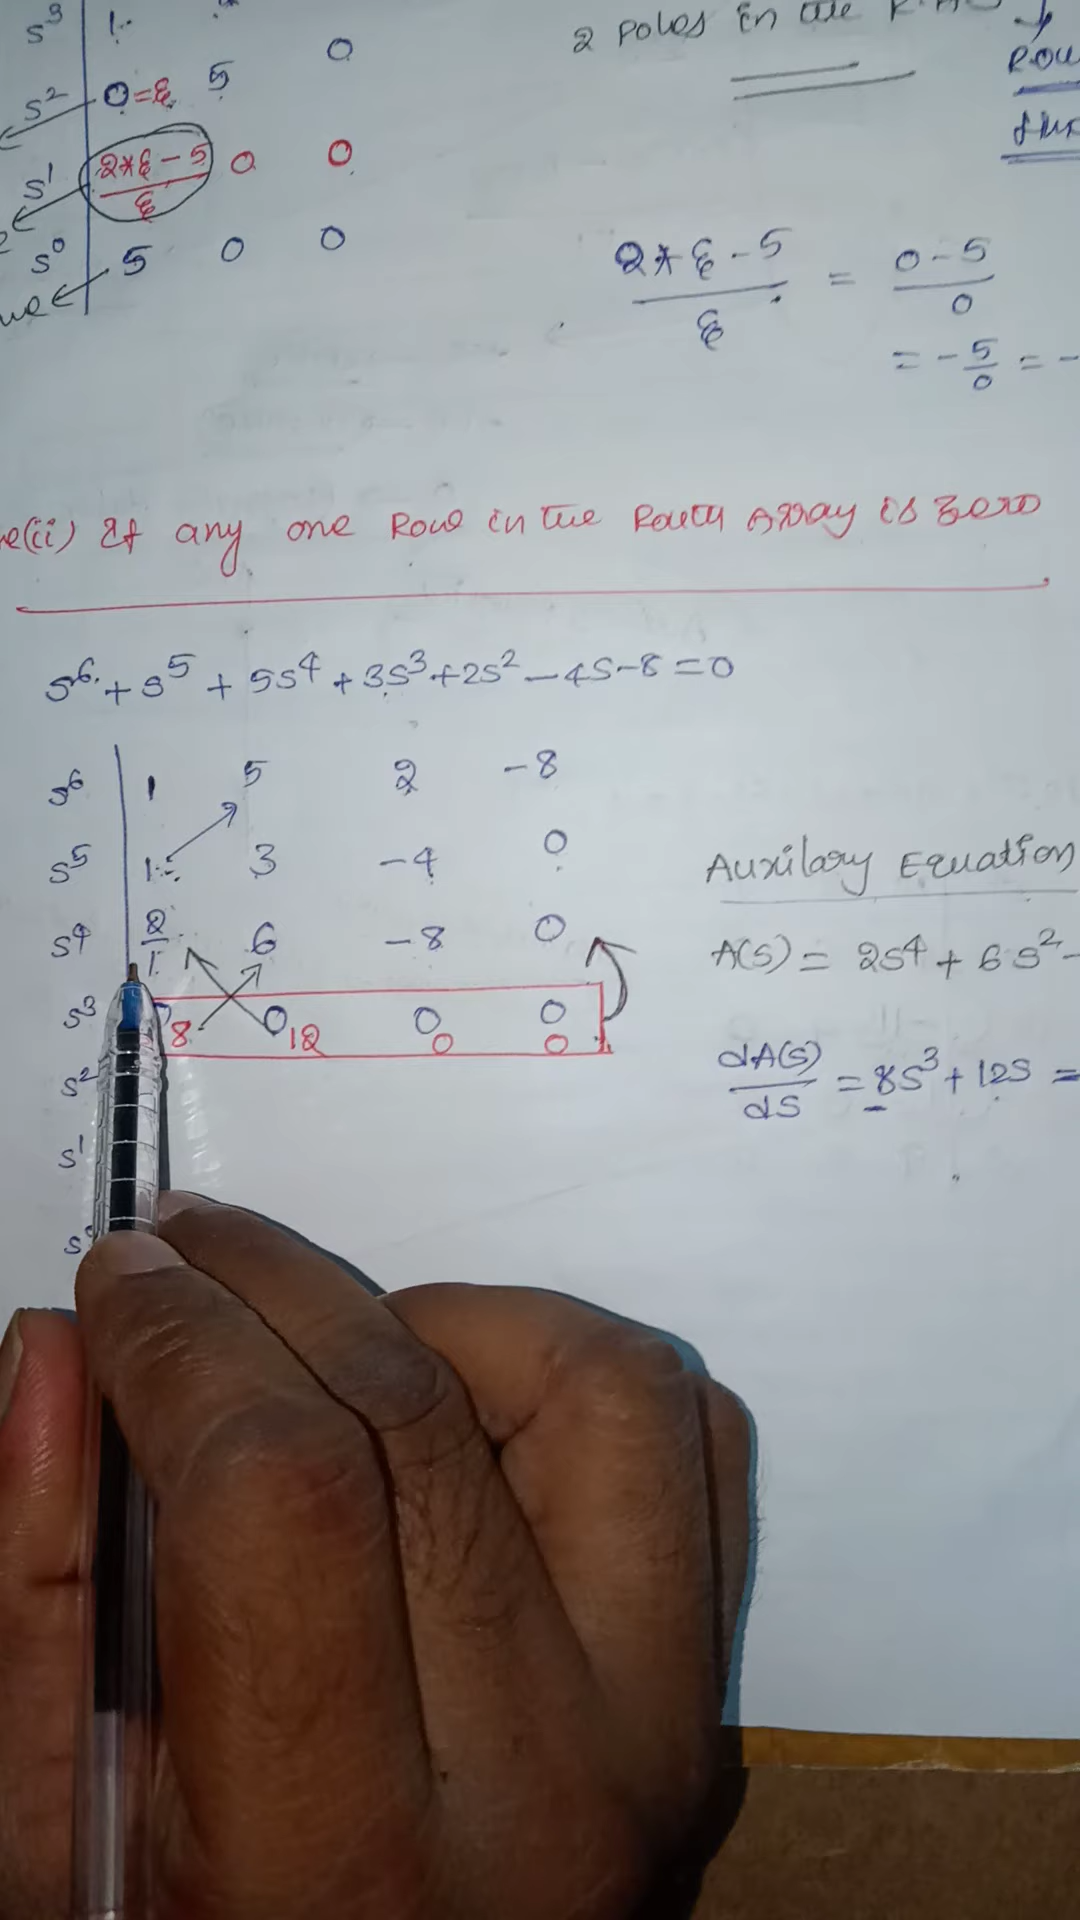 s³ 1
2 poles in the
s² 0=ε 5 0
s¹ 2*ε-5/ε 0 0
s⁰ 5 0 0
2*ε-5/ε = 0-5/0
= -5/0 = -
e(ii) If any one Row in the Routh Array is zero
s⁶ + s⁵ + 5s⁴ + 3s³ + 2s² - 4s - 8 = 0
s⁶ 1 5 2 -8
s⁵ 1 3 -4 0
s⁴ 2/1 6 -8 0
s³ 0 0 0
8 12 0 0
s²
s¹
s⁰
Auxilary Equation
A(s) = 2s⁴ + 6s² -
dA(s)/ds = 8s³ + 12s =